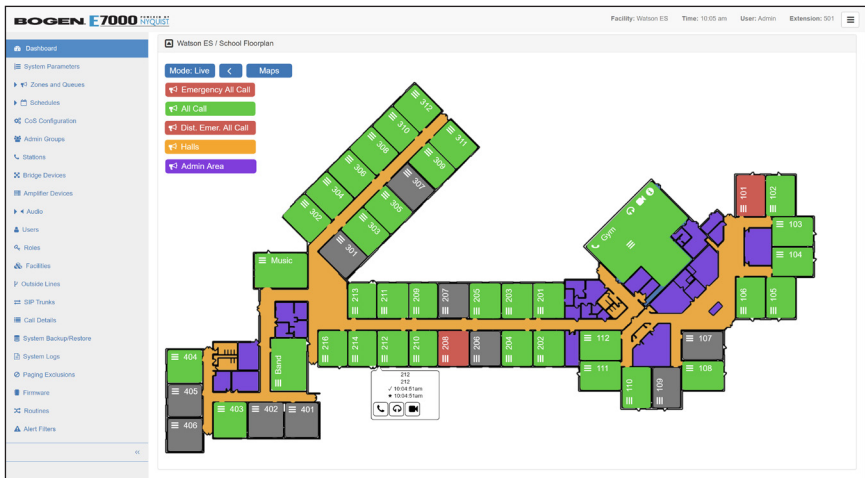 BOGEN E7000 POWERED BY NYQUIST
Facility: Watson ES Time: 10:05 am User: Admin Extension: 501
Dashboard
System Parameters
Zones and Queues
Schedules
CoS Configuration
Admin Groups
Stations
Bridge Devices
Amplifier Devices
Audio
Users
Roles
Facilities
Outside Lines
SIP Trunks
Call Details
System Backup/Restore
System Logs
Paging Exclusions
Firmware
Routines
Alert Filters
<<
Watson ES / School Floorplan
Mode: Live < Maps
Emergency All Call
All Call
Dist. Emer. All Call
Halls
Admin Area
312
310
308
306
304
302
311
309
307
305
303
301
Music
Gym
101
102
103
104
105
106
213
211
209
207
205
203
201
216
214
212
210
208
206
204
202
112
111
110
109
107
108
Band
404
405
406
403
402
401
212
212
✓ 10:04:51am
★ 10:04:51am